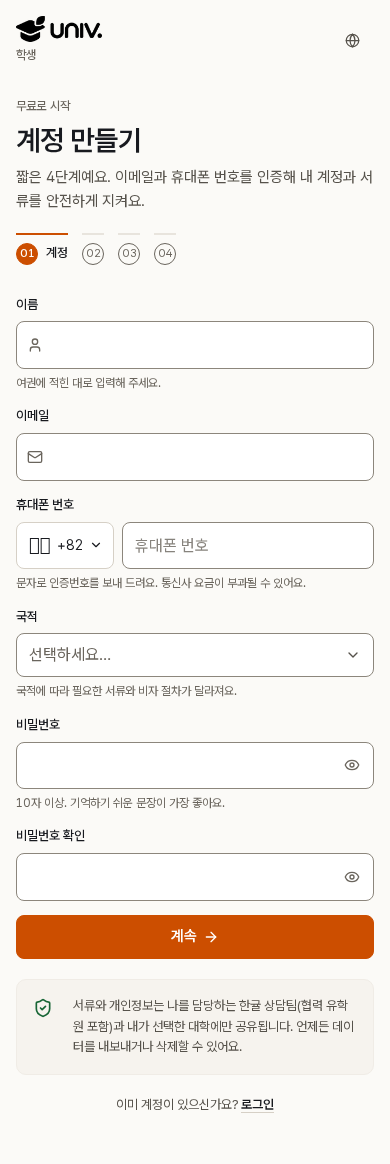 UNIV.
학생
무료로 시작
계정 만들기
짧은 4단계예요. 이메일과 휴대폰 번호를 인증해 내 계정과 서
류를 안전하게 지켜요.
01 계정 02 03 04
이름
여권에 적힌 대로 입력해 주세요.
이메일
휴대폰 번호
+82 휴대폰 번호
문자로 인증번호를 보내 드려요. 통신사 요금이 부과될 수 있어요.
국적
선택하세요...
국적에 따라 필요한 서류와 비자 절차가 달라져요.
비밀번호
10자 이상. 기억하기 쉬운 문장이 가장 좋아요.
비밀번호 확인
계속 →
서류와 개인정보는 나를 담당하는 한귤 상담팀(협력 유학
원 포함)과 내가 선택한 대학에만 공유됩니다. 언제든 데이
터를 내보내거나 삭제할 수 있어요.
이미 계정이 있으신가요? 로그인